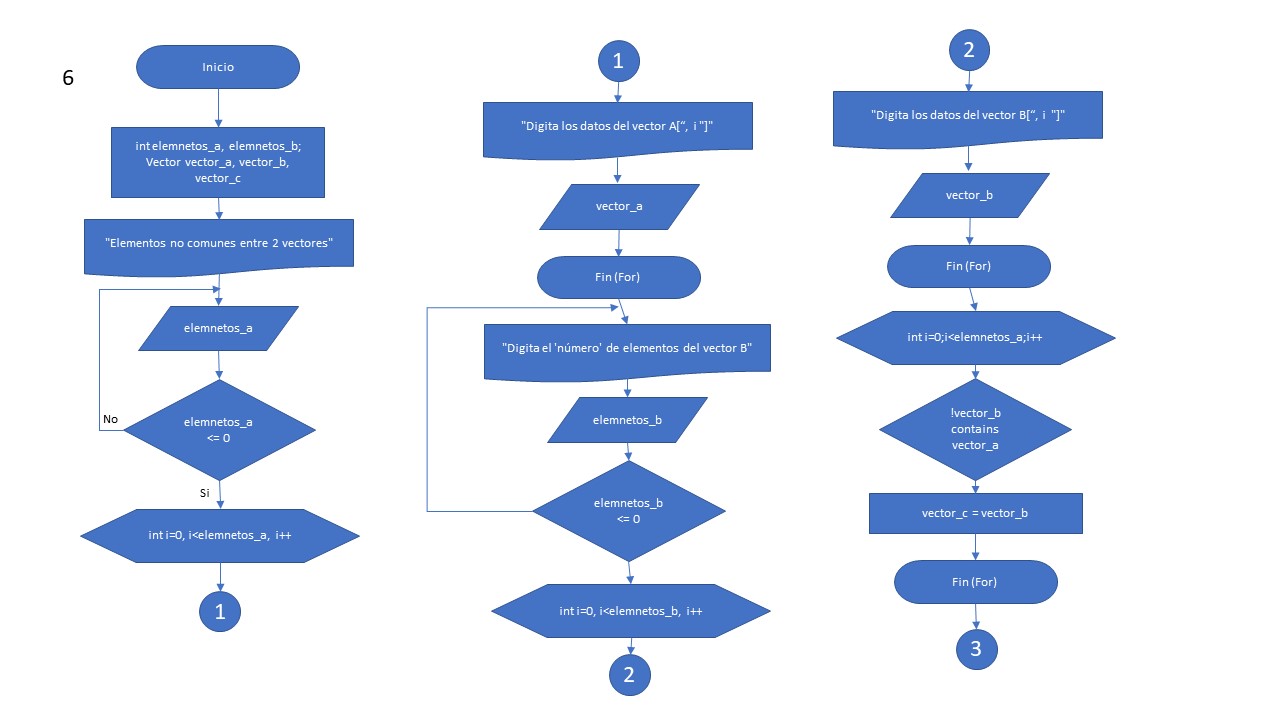 6
Inicio
int elemnetos_a, elemnetos_b;
Vector vector_a, vector_b,
vector_c
"Elementos no comunes entre 2 vectores"
elemnetos_a
No
elemnetos_a
<= 0
Si
int i=0, i<elemnetos_a, i++
1
1
"Digita los datos del vector A[“, i "]"
vector_a
Fin (For)
"Digita el 'número' de elementos del vector B"
elemnetos_b
elemnetos_b
<= 0
int i=0, i<elemnetos_b, i++
2
2
"Digita los datos del vector B[“, i "]"
vector_b
Fin (For)
int i=0;i<elemnetos_a;i++
!vector_b
contains
vector_a
vector_c = vector_b
Fin (For)
3